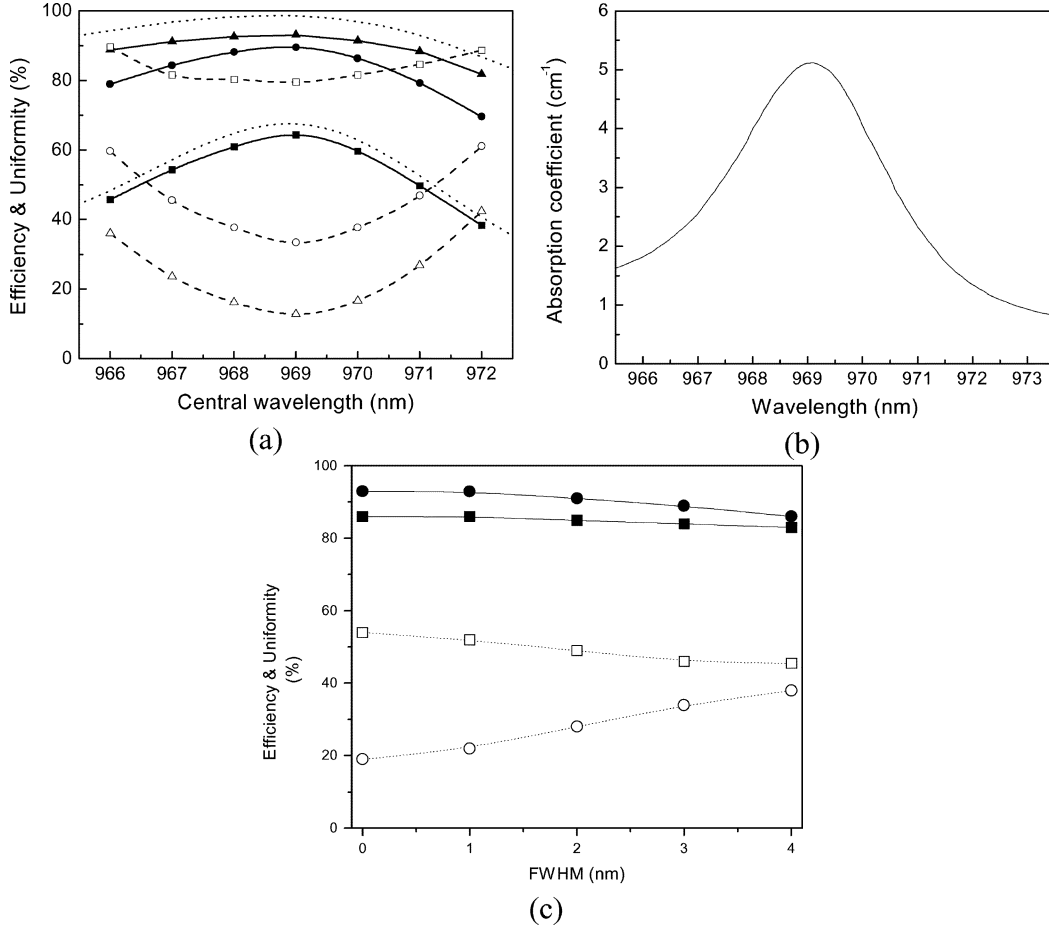 100
80
60
40
20
0
Efficiency & Uniformity (%)
966 967 968 969 970 971 972
Central wavelength (nm)
(a)
6
5
4
3
2
1
0
Absorption coefficient (cm⁻¹)
966 967 968 969 970 971 972 973
Wavelength (nm)
(b)
100
80
60
40
20
0
Efficiency & Uniformity
(%)
0 1 2 3 4
FWHM (nm)
(c)